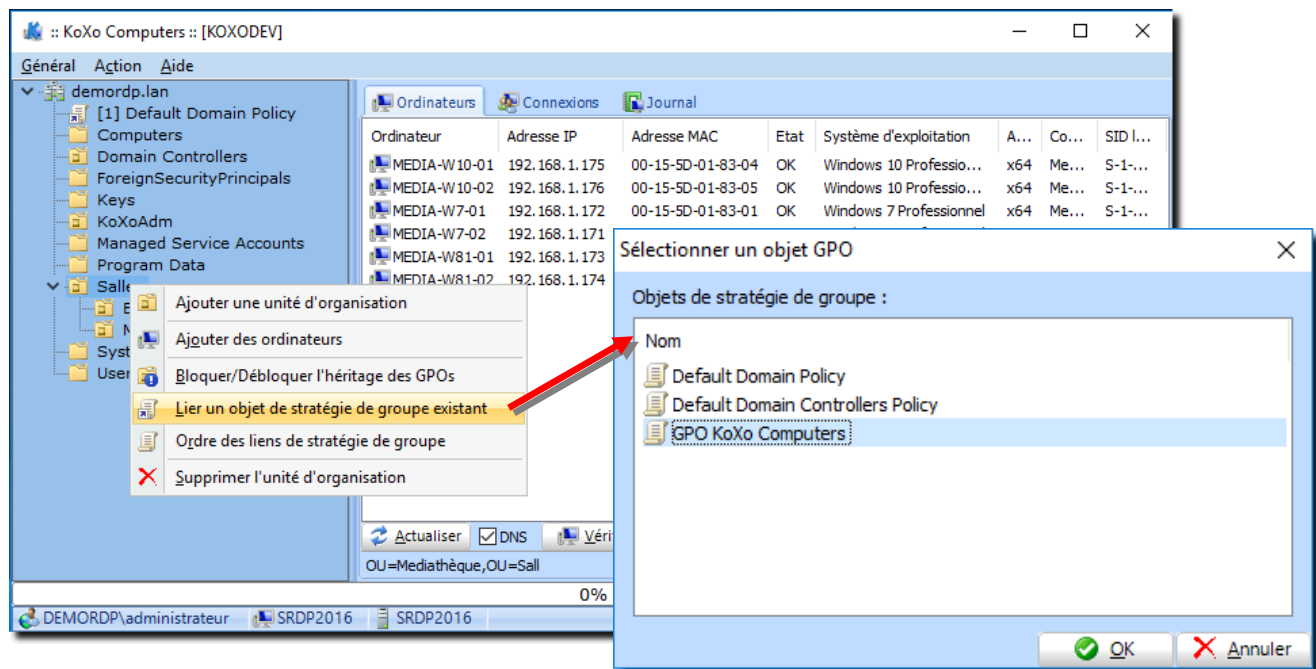 :: KoXo Computers :: [KOXODEV]
Général Action Aide
demordp.lan
[1] Default Domain Policy
Computers
Domain Controllers
ForeignSecurityPrincipals
Keys
KoXoAdm
Managed Service Accounts
Program Data
Salle
E
M
Syst
User
Ordinateurs Connexions Journal
Ordinateur Adresse IP Adresse MAC Etat Système d'exploitation A... Co... SID l...
MEDIA-W10-01 192.168.1.175 00-15-5D-01-83-04 OK Windows 10 Professio... x64 Me... S-1-...
MEDIA-W10-02 192.168.1.176 00-15-5D-01-83-05 OK Windows 10 Professio... x64 Me... S-1-...
MEDIA-W7-01 192.168.1.172 00-15-5D-01-83-01 OK Windows 7 Professionnel x64 Me... S-1-...
MEDIA-W7-02 192.168.1.171
MEDIA-W81-01 192.168.1.173
MEDIA-W81-02 192.168.1.174
Ajouter une unité d'organisation
Ajouter des ordinateurs
Bloquer/Débloquer l'héritage des GPOs
Lier un objet de stratégie de groupe existant
Ordre des liens de stratégie de groupe
Supprimer l'unité d'organisation
Actualiser DNS Véri
OU=Mediathèque,OU=Sall
0%
DEMORDP\administrateur SRDP2016 SRDP2016
Sélectionner un objet GPO
Objets de stratégie de groupe :
Nom
Default Domain Policy
Default Domain Controllers Policy
GPO KoXo Computers
OK Annuler